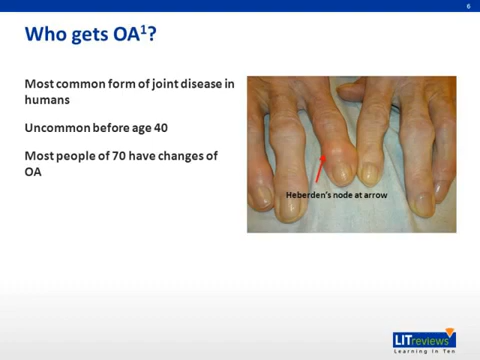 6
Who gets OA¹?
Most common form of joint disease in
humans
Uncommon before age 40
Most people of 70 have changes of
OA
Heberden's node at arrow
LITreviews
Learning in Ten